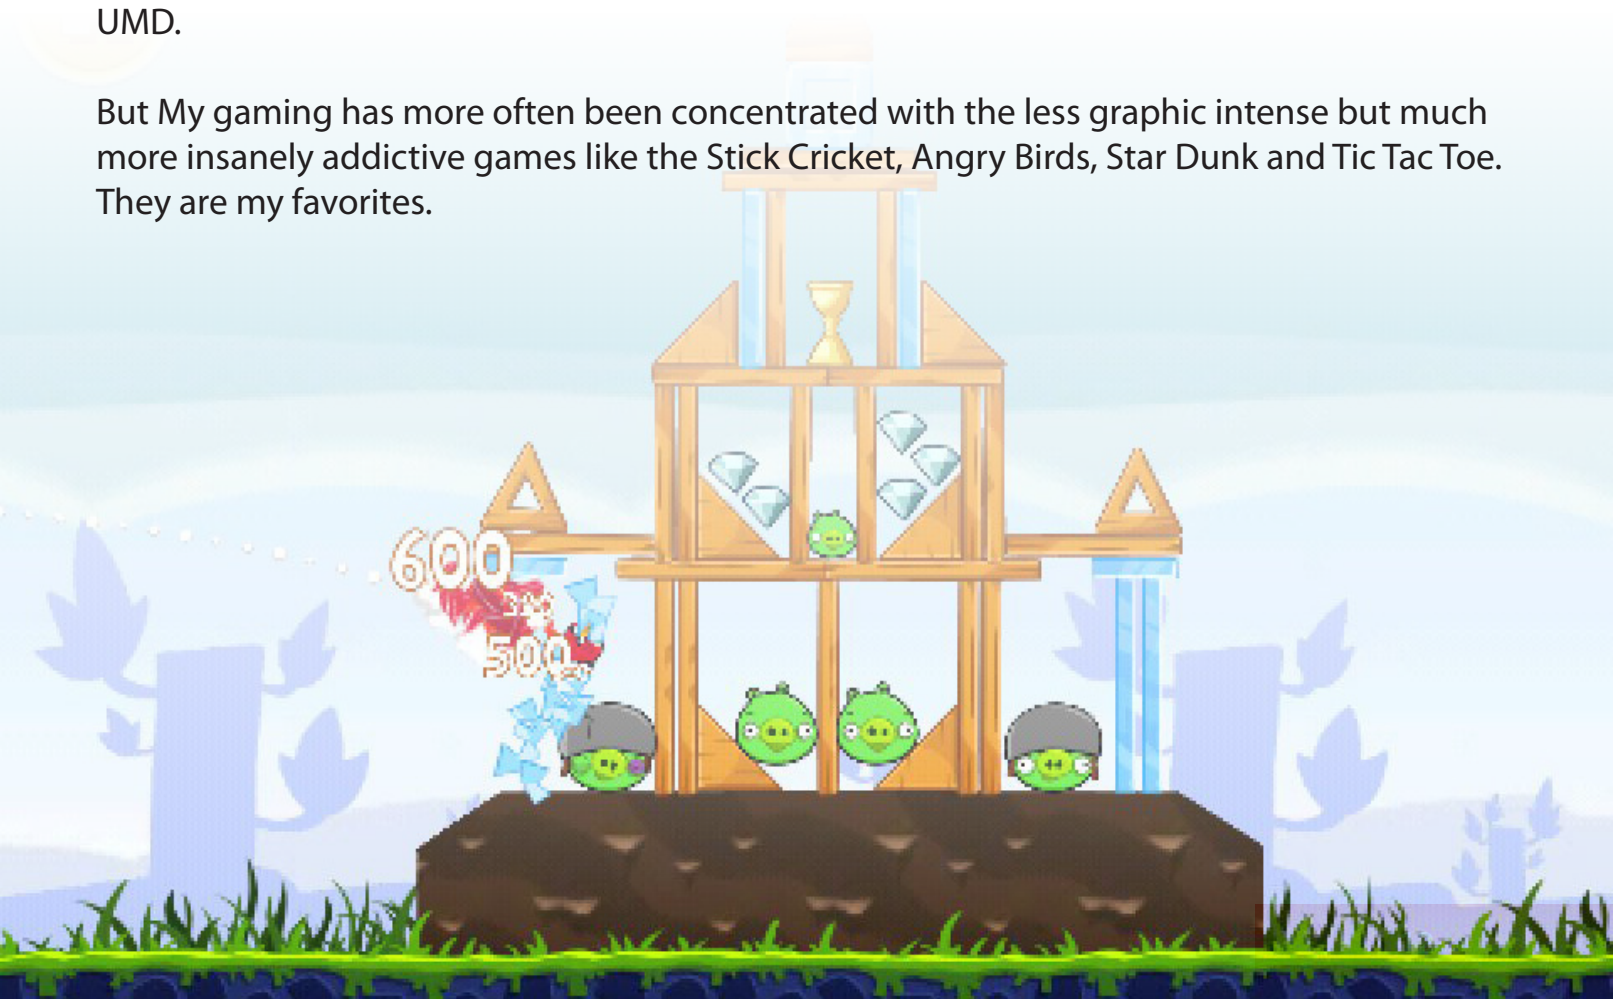 UMD.
But My gaming has more often been concentrated with the less graphic intense but much
more insanely addictive games like the Stick Cricket, Angry Birds, Star Dunk and Tic Tac Toe.
They are my favorites.
600
500